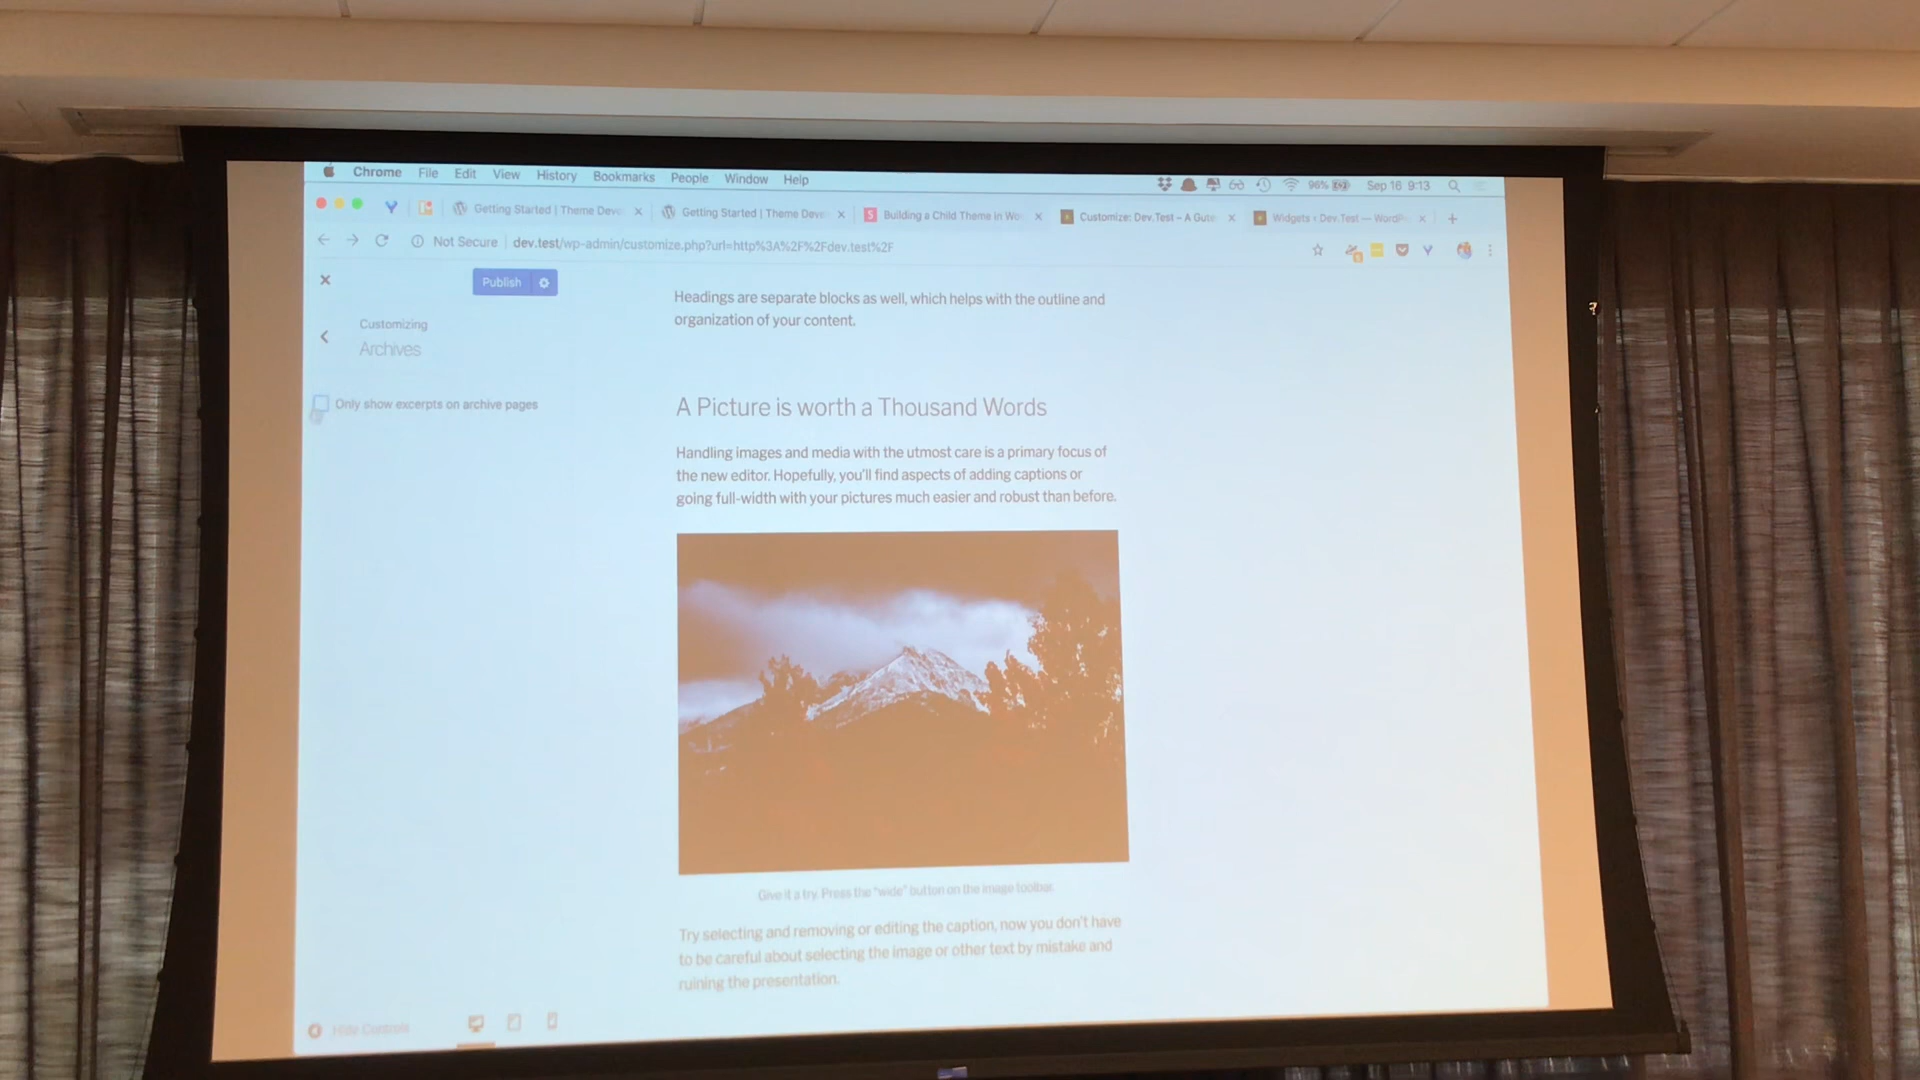 Chrome File Edit View History Bookmarks People Window Help
96% Sep 16 9:13
Getting Started | Theme Deve
Getting Started | Theme Deve
Building a Child Theme in Wo
Customize: Dev.Test – A Gute
Widgets ‹ Dev.Test — WordPr
Not Secure | dev.test/wp-admin/customize.php?url=http%3A%2F%2Fdev.test%2F
Publish
Customizing
Archives
Only show excerpts on archive pages
Headings are separate blocks as well, which helps with the outline and
organization of your content.
A Picture is worth a Thousand Words
Handling images and media with the utmost care is a primary focus of
the new editor. Hopefully, you'll find aspects of adding captions or
going full-width with your pictures much easier and robust than before.
Give it a try. Press the "wide" button on the image toolbar.
Try selecting and removing or editing the caption, now you don't have
to be careful about selecting the image or other text by mistake and
ruining the presentation.
Hide Controls